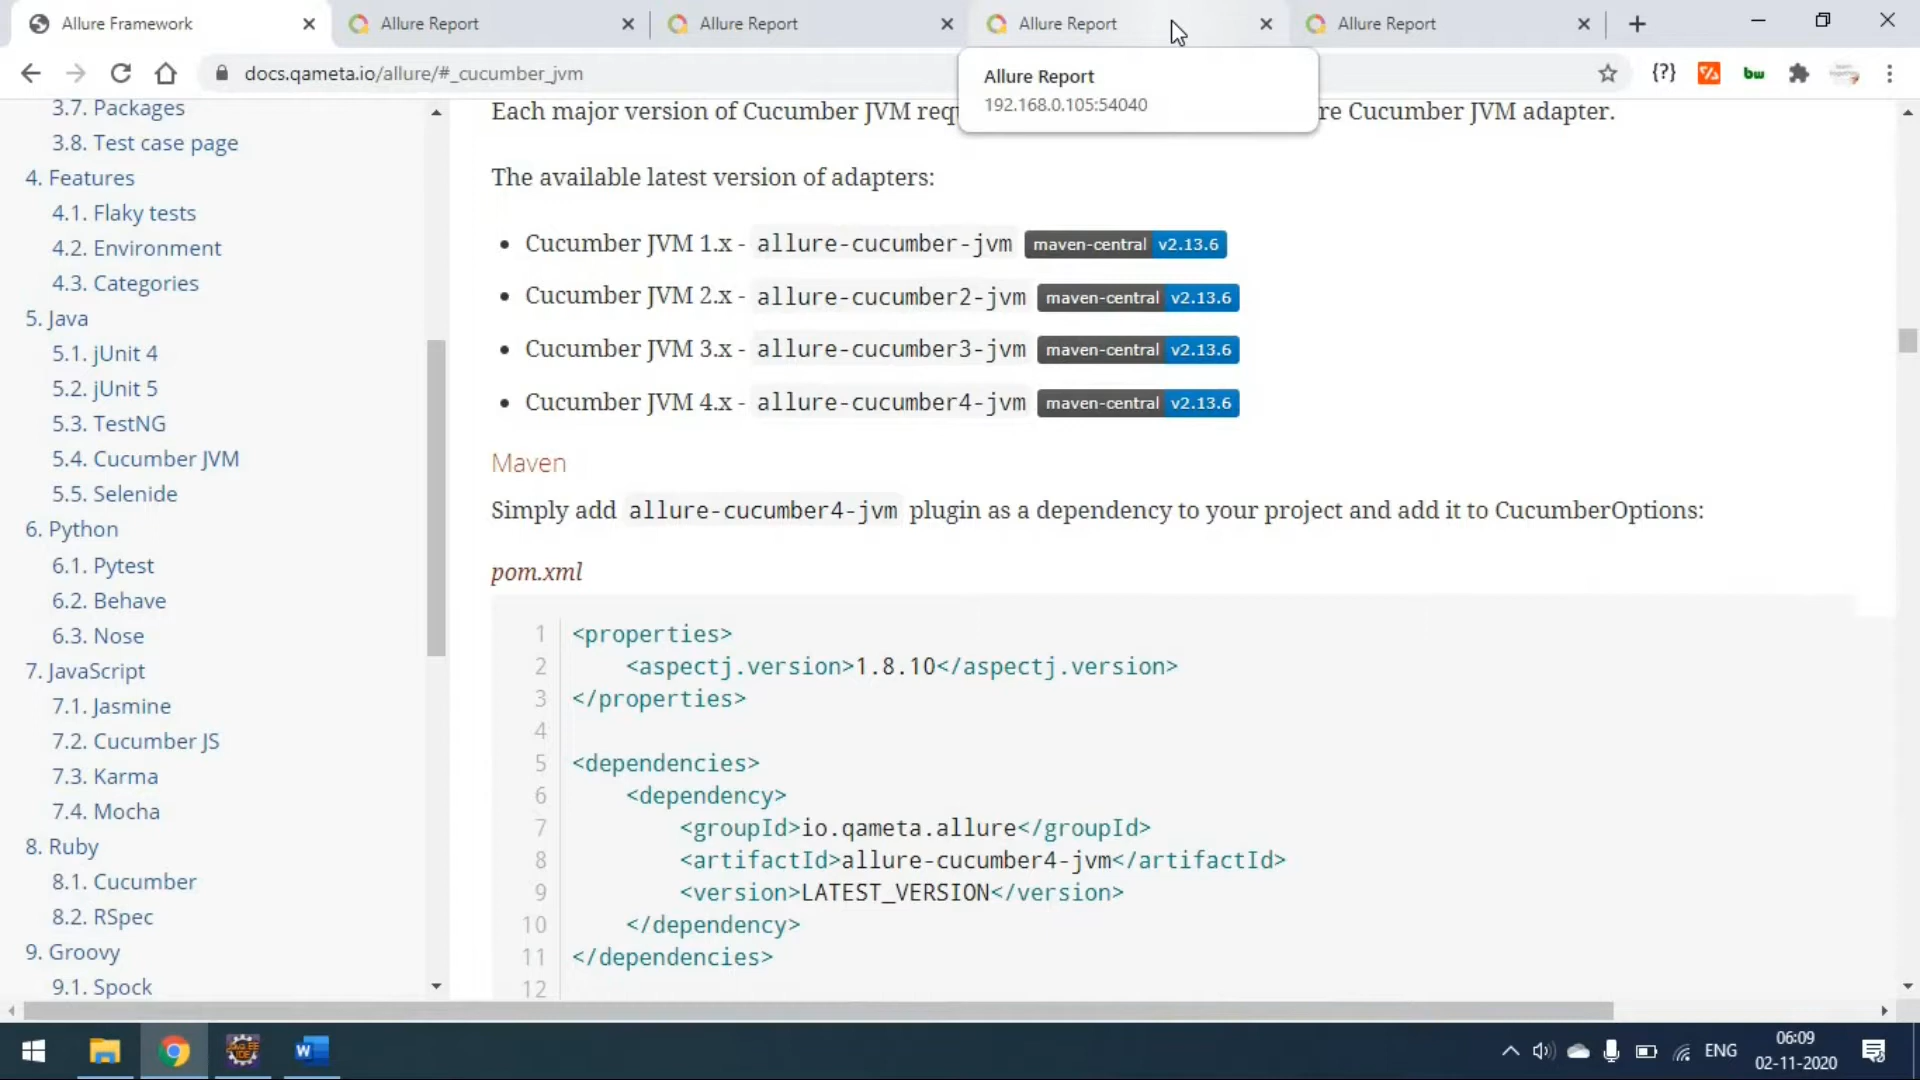 Allure Framework
Allure Report
Allure Report
Allure Report
Allure Report
docs.qameta.io/allure/#_cucumber_jvm
Allure Report
192.168.0.105:54040
{?}
bw
3.7. Packages
3.8. Test case page
4. Features
4.1. Flaky tests
4.2. Environment
4.3. Categories
5. Java
5.1. jUnit 4
5.2. jUnit 5
5.3. TestNG
5.4. Cucumber JVM
5.5. Selenide
6. Python
6.1. Pytest
6.2. Behave
6.3. Nose
7. JavaScript
7.1. Jasmine
7.2. Cucumber JS
7.3. Karma
7.4. Mocha
8. Ruby
8.1. Cucumber
8.2. RSpec
9. Groovy
9.1. Spock
Each major version of Cucumber JVM req re Cucumber JVM adapter.
The available latest version of adapters:
• Cucumber JVM 1.x - allure-cucumber-jvm maven-central v2.13.6
• Cucumber JVM 2.x - allure-cucumber2-jvm maven-central v2.13.6
• Cucumber JVM 3.x - allure-cucumber3-jvm maven-central v2.13.6
• Cucumber JVM 4.x - allure-cucumber4-jvm maven-central v2.13.6
Maven
Simply add allure-cucumber4-jvm plugin as a dependency to your project and add it to CucumberOptions:
pom.xml
1 <properties>
2 <aspectj.version>1.8.10</aspectj.version>
3 </properties>
4
5 <dependencies>
6 <dependency>
7 <groupId>io.qameta.allure</groupId>
8 <artifactId>allure-cucumber4-jvm</artifactId>
9 <version>LATEST_VERSION</version>
10 </dependency>
11 </dependencies>
12
W
ENG
06:09
02-11-2020